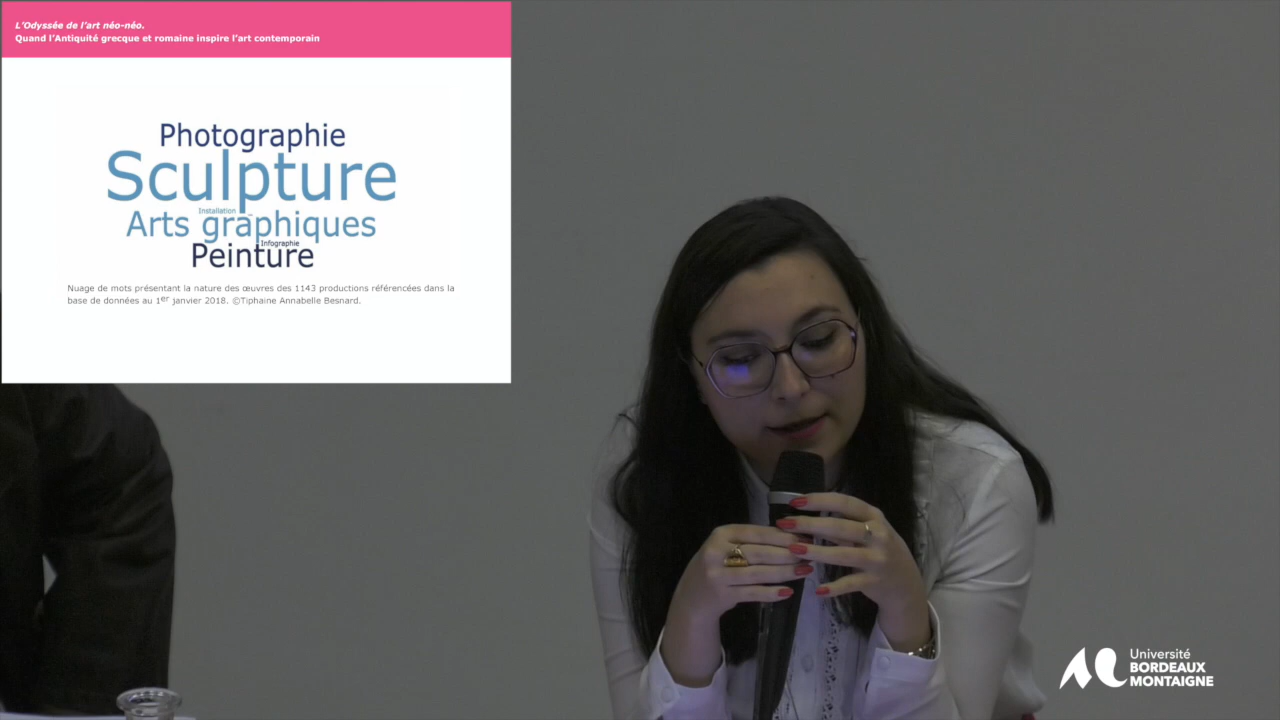 L'Odyssée de l'art néo-néo.
Quand l'Antiquité grecque et romaine inspire l'art contemporain
Photographie
Sculpture
Installation
Arts graphiques
Infographie
Peinture
Nuage de mots présentant la nature des œuvres des 1143 productions référencées dans la
base de données au 1er janvier 2018. ©Tiphaine Annabelle Besnard.
Université
BORDEAUX
MONTAIGNE